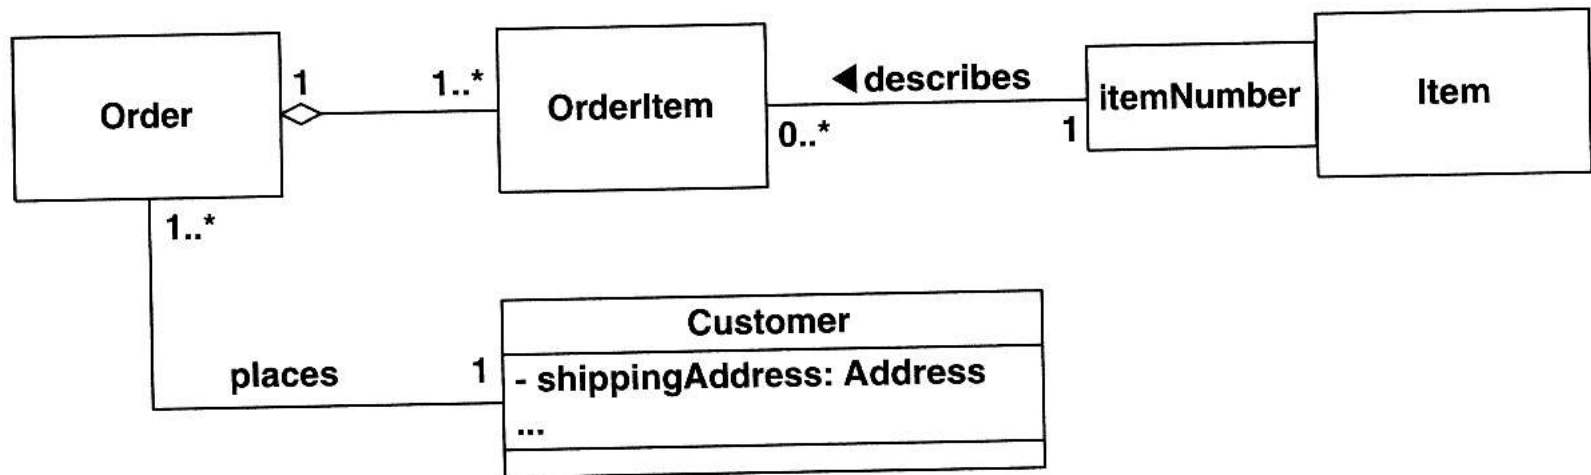 Order
1
1..*
OrderItem
◀describes
0..*
1
itemNumber
Item
1..*
places
1
Customer
- shippingAddress: Address
...